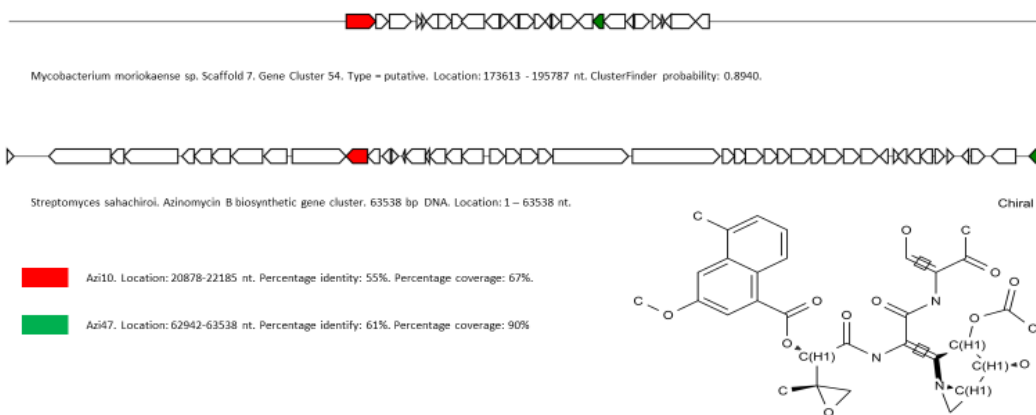 Mycobacterium moriokaense sp. Scaffold 7. Gene Cluster 54. Type = putative. Location: 173613 - 195787 nt. ClusterFinder probability: 0.8940.
Streptomyces sahachiroi. Azinomycin B biosynthetic gene cluster. 63538 bp DNA. Location: 1 – 63538 nt.
Chiral
Azi10. Location: 20878-22185 nt. Percentage identity: 55%. Percentage coverage: 67%.
Azi47. Location: 62942-63538 nt. Percentage identify: 61%. Percentage coverage: 90%
C
O
C
O
N
O
C
O
O
O
O
O
C
O
C(H1)
N
C(H1)
C(H1)
O
C
O
N
C(H1)